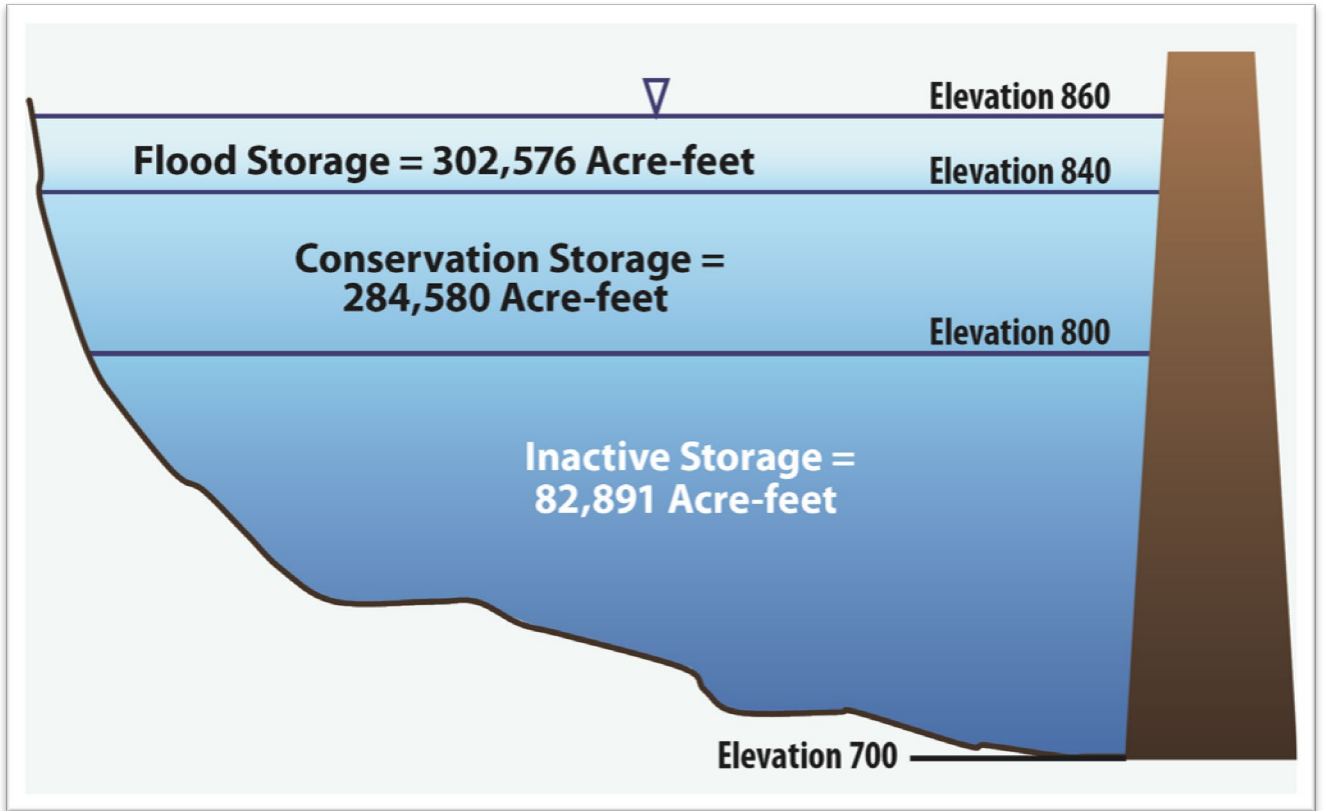 Elevation 860
Flood Storage = 302,576 Acre-feet
Elevation 840
Conservation Storage =
284,580 Acre-feet
Elevation 800
Inactive Storage =
82,891 Acre-feet
Elevation 700